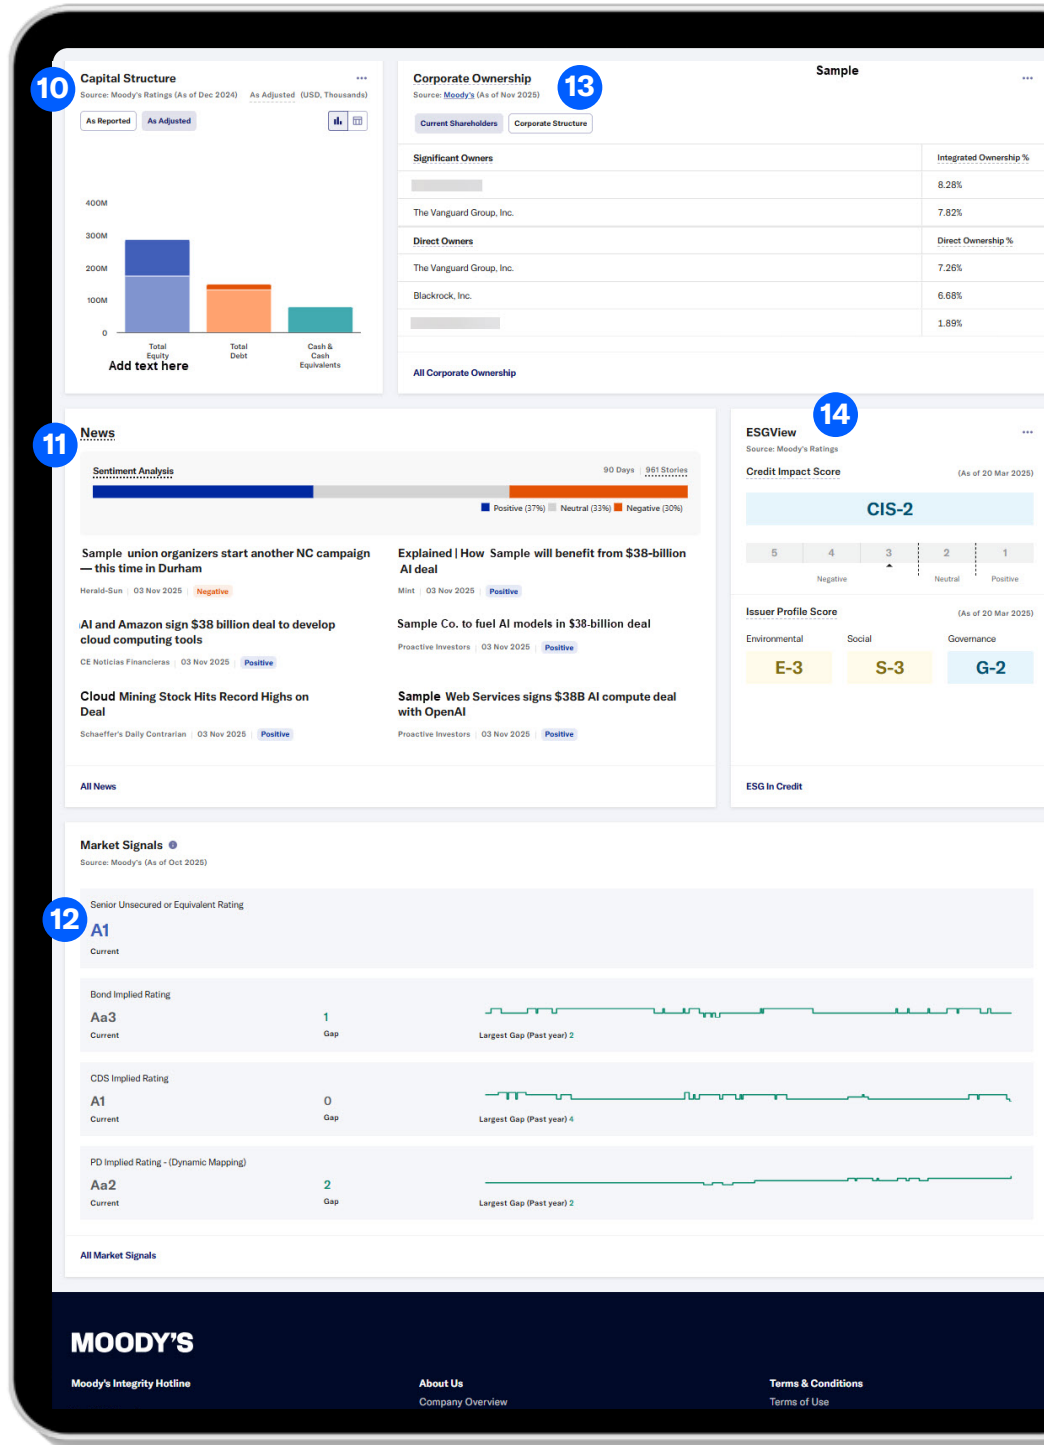 10
Capital Structure
Source: Moody's Ratings (As of Dec 2024) As Adjusted (USD, Thousands)
As Reported As Adjusted
400M
300M
200M
100M
0
Total Equity
Total Debt
Cash & Cash Equivalents
Add text here
13
Corporate Ownership
Sample
Source: Moody's (As of Nov 2025)
Current Shareholders Corporate Structure
Significant Owners Integrated Ownership %
8.28%
The Vanguard Group, Inc. 7.82%
Direct Owners Direct Ownership %
The Vanguard Group, Inc. 7.26%
Blackrock, Inc. 6.68%
1.89%
All Corporate Ownership
11
News
Sentiment Analysis 90 Days | 961 Stories
Positive (37%) Neutral (33%) Negative (30%)
Sample union organizers start another NC campaign
— this time in Durham
Herald-Sun | 03 Nov 2025 | Negative
Explained | How Sample will benefit from $38-billion
AI deal
Mint | 03 Nov 2025 | Positive
AI and Amazon sign $38 billion deal to develop
cloud computing tools
CE Noticias Financieras | 03 Nov 2025 | Positive
Sample Co. to fuel AI models in $38-billion deal
Proactive Investors | 03 Nov 2025 | Positive
Cloud Mining Stock Hits Record Highs on
Deal
Schaeffer's Daily Contrarian | 03 Nov 2025 | Positive
Sample Web Services signs $38B AI compute deal
with OpenAI
Proactive Investors | 03 Nov 2025 | Positive
All News
14
ESGView
Source: Moody's Ratings
Credit Impact Score (As of 20 Mar 2025)
CIS-2
5 4 3 2 1
Negative Neutral Positive
Issuer Profile Score (As of 20 Mar 2025)
Environmental Social Governance
E-3 S-3 G-2
ESG In Credit
Market Signals
Source: Moody's (As of Oct 2025)
12
Senior Unsecured or Equivalent Rating
A1
Current
Bond Implied Rating
Aa3 1
Current Gap Largest Gap (Past year) 2
CDS Implied Rating
A1 0
Current Gap Largest Gap (Past year) 4
PD Implied Rating - (Dynamic Mapping)
Aa2 2
Current Gap Largest Gap (Past year) 2
All Market Signals
MOODY'S
Moody's Integrity Hotline About Us Terms & Conditions
Company Overview Terms of Use